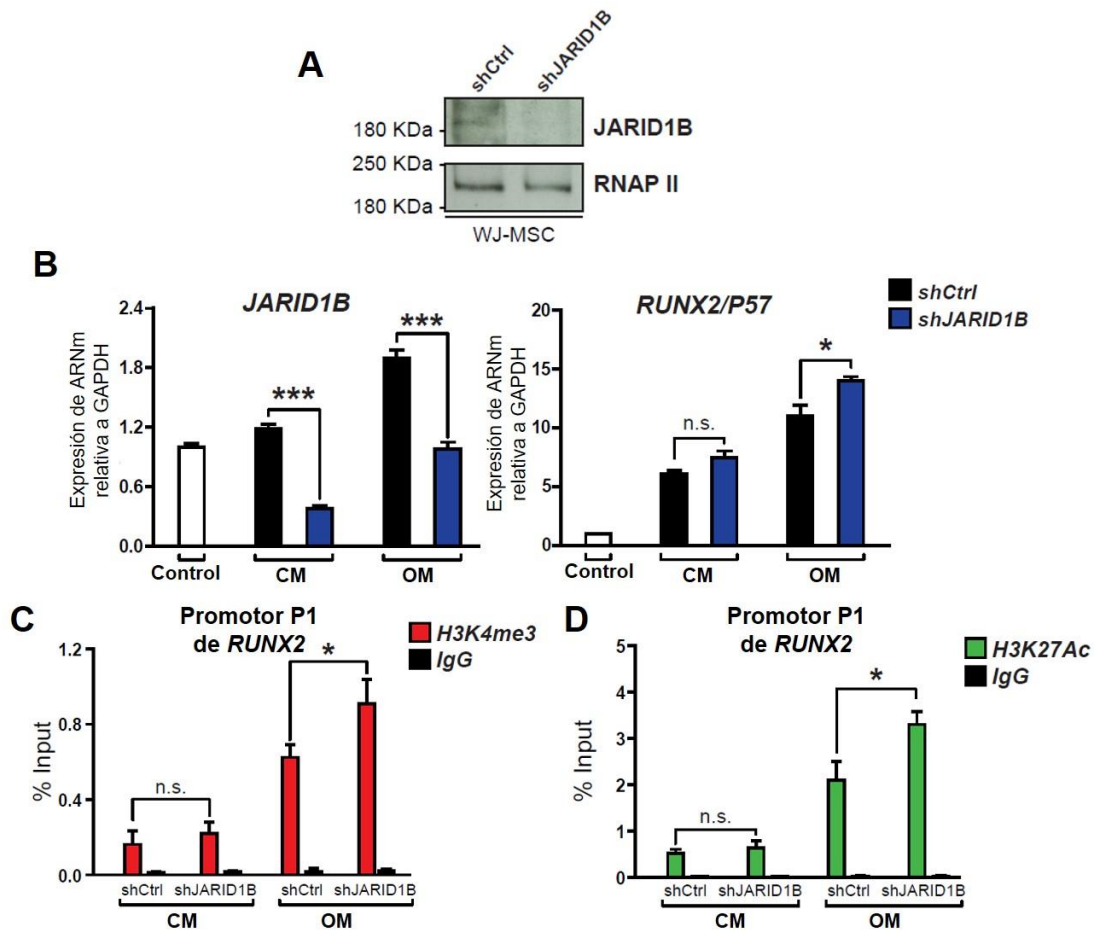 A
shCtrl
shJARID1B
180 KDa
JARID1B
250 KDa
180 KDa
RNAP II
WJ-MSC
B
JARID1B
Expresión de ARNm
relativa a GAPDH
2.4
1.8
1.2
0.6
0.0
***
***
Control
CM
OM
RUNX2/P57
Expresión de ARNm
relativa a GAPDH
20
15
10
5
0
n.s.
*
Control
CM
OM
shCtrl
shJARID1B
C
Promotor P1
de RUNX2
H3K4me3
IgG
% Input
1.2
0.8
0.4
0.0
n.s.
*
shCtrl shJARID1B shCtrl shJARID1B
CM OM
D
Promotor P1
de RUNX2
H3K27Ac
IgG
% Input
5
4
3
2
1
0
n.s.
*
shCtrl shJARID1B shCtrl shJARID1B
CM OM